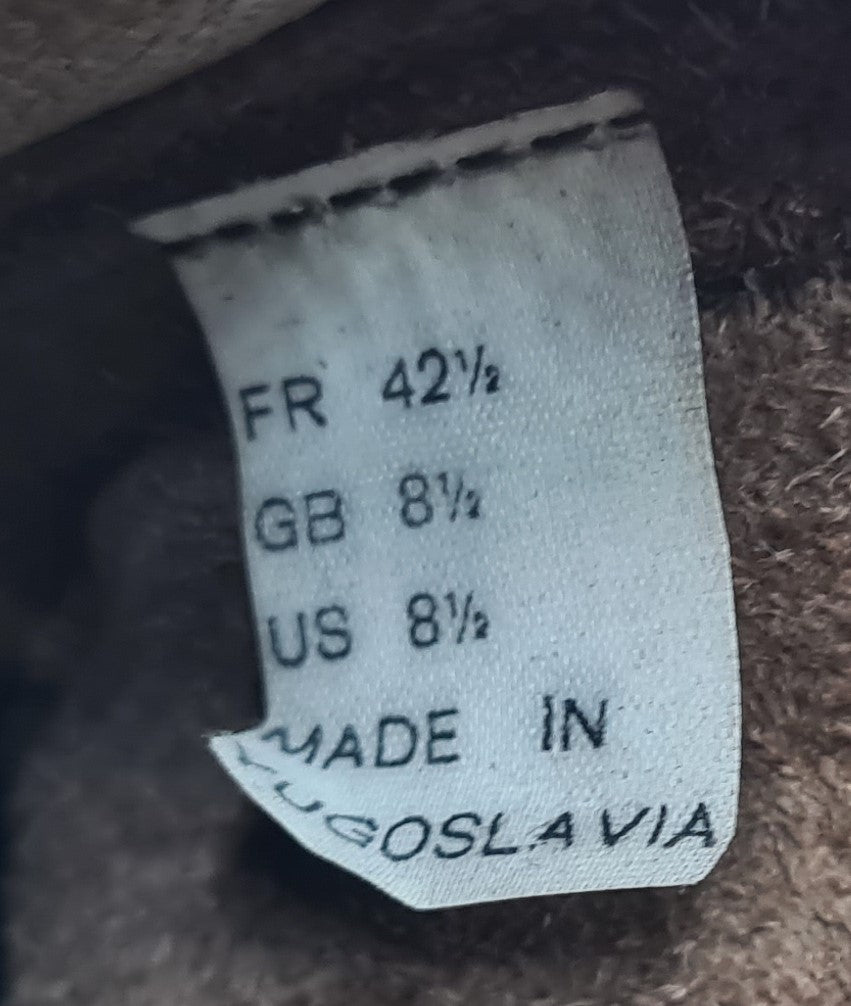 FR 42½
GB 8½
US 8½
MADE IN
YUGOSLAVIA